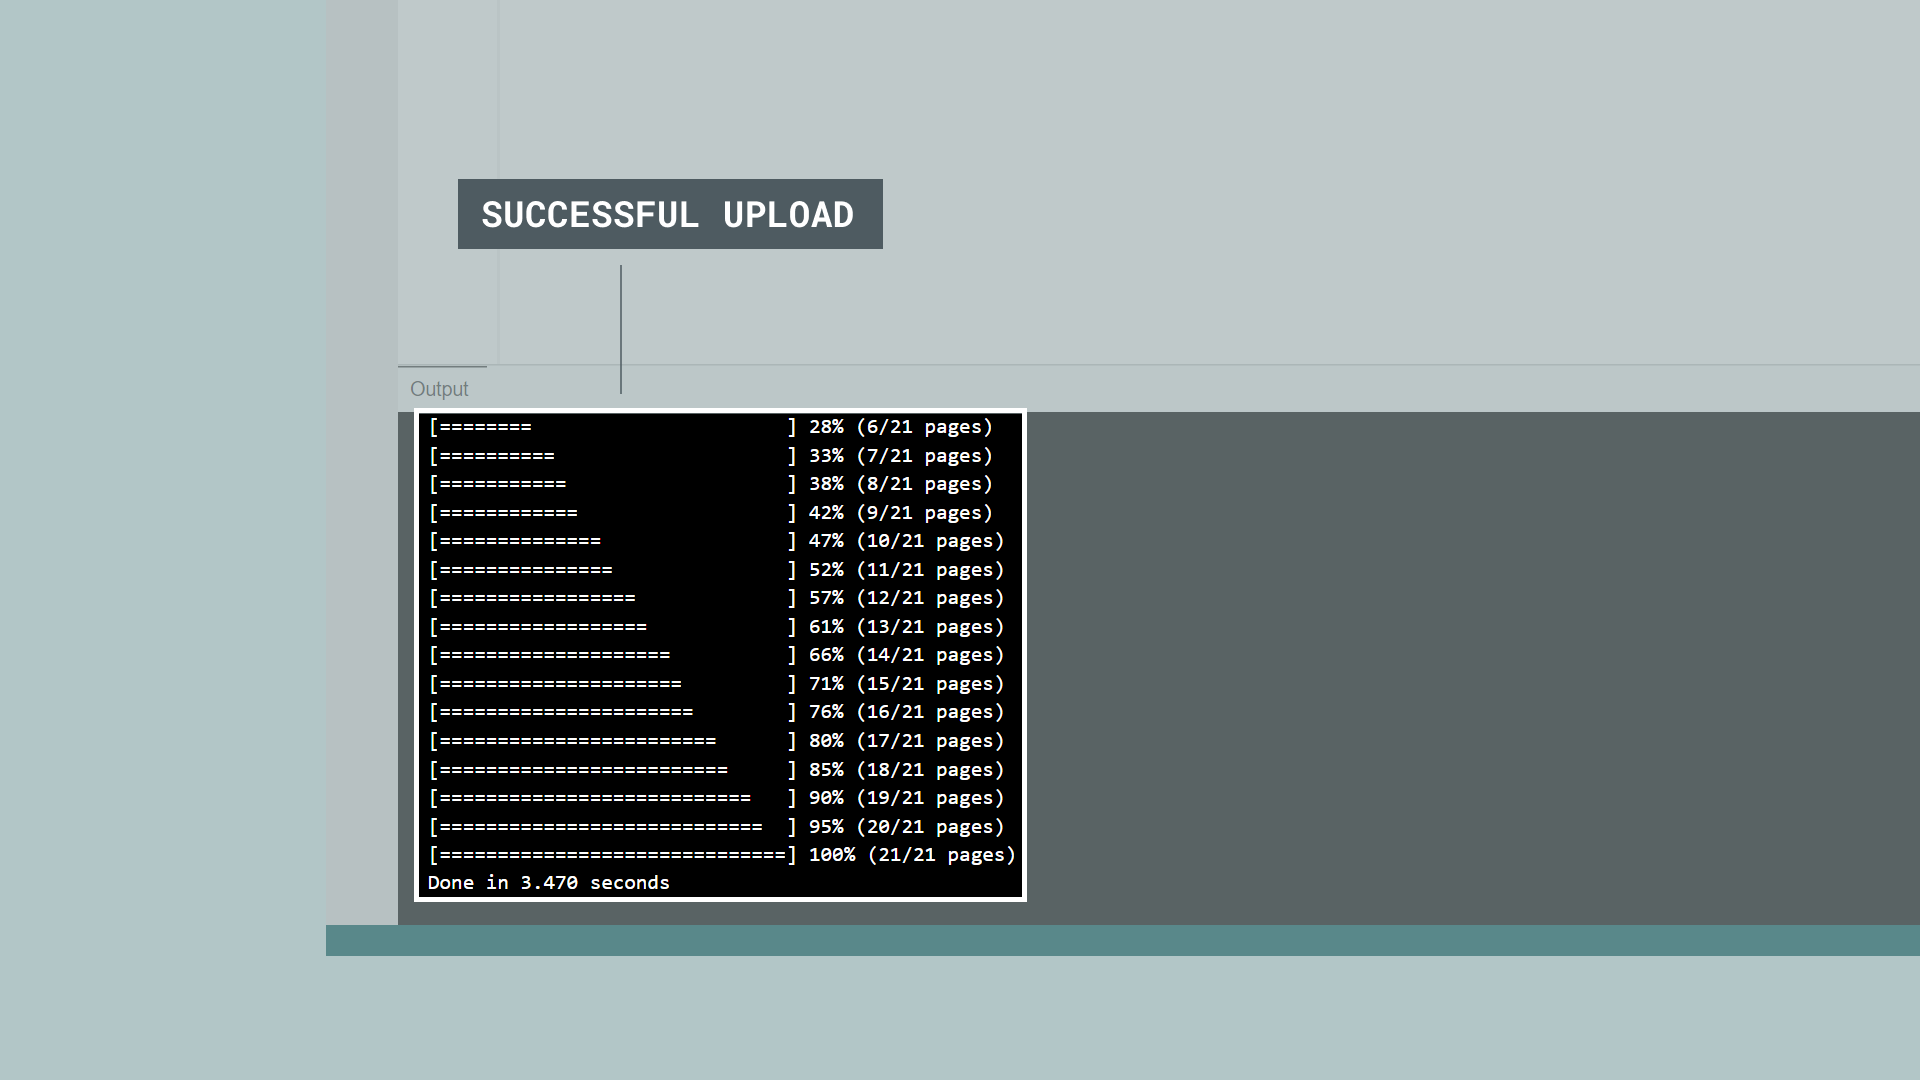 SUCCESSFUL UPLOAD
Output
[========                      ] 28% (6/21 pages)
[==========                    ] 33% (7/21 pages)
[===========                   ] 38% (8/21 pages)
[============                  ] 42% (9/21 pages)
[==============                ] 47% (10/21 pages)
[===============               ] 52% (11/21 pages)
[=================             ] 57% (12/21 pages)
[==================            ] 61% (13/21 pages)
[====================          ] 66% (14/21 pages)
[=====================         ] 71% (15/21 pages)
[======================        ] 76% (16/21 pages)
[========================      ] 80% (17/21 pages)
[=========================     ] 85% (18/21 pages)
[===========================   ] 90% (19/21 pages)
[============================  ] 95% (20/21 pages)
[==============================] 100% (21/21 pages)
Done in 3.470 seconds